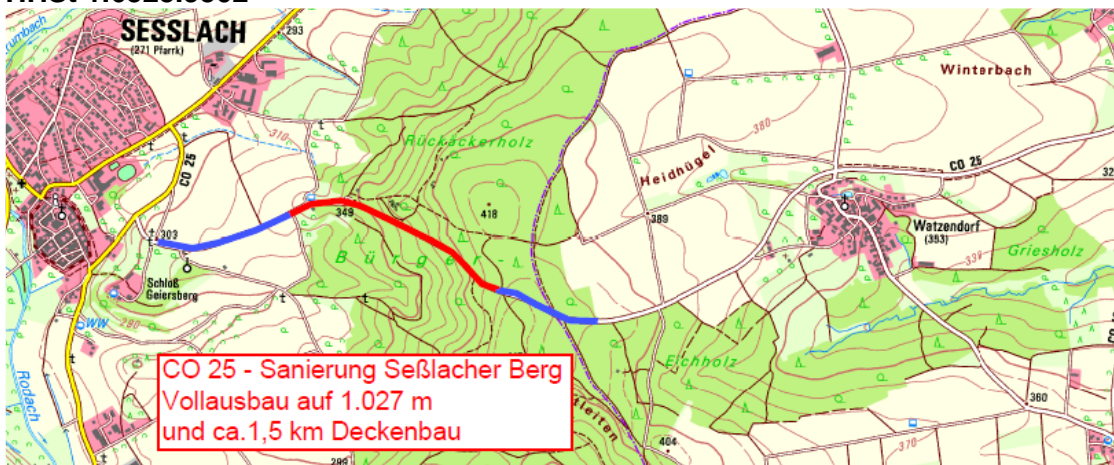 SESSLACH
(271 Pfarrk)
293
Winterbach
310
380
CO 25
Rückäckerholz
CO 25
Heidhügel
349
418
389
303
Watzendorf
(353)
Bürger-
Griesholz
Schloß
Geiersberg
290
Eichholz
CO 25 - Sanierung Seßlacher Berg
Vollausbau auf 1.027 m
und ca.1,5 km Deckenbau
Rodach
360
404
370